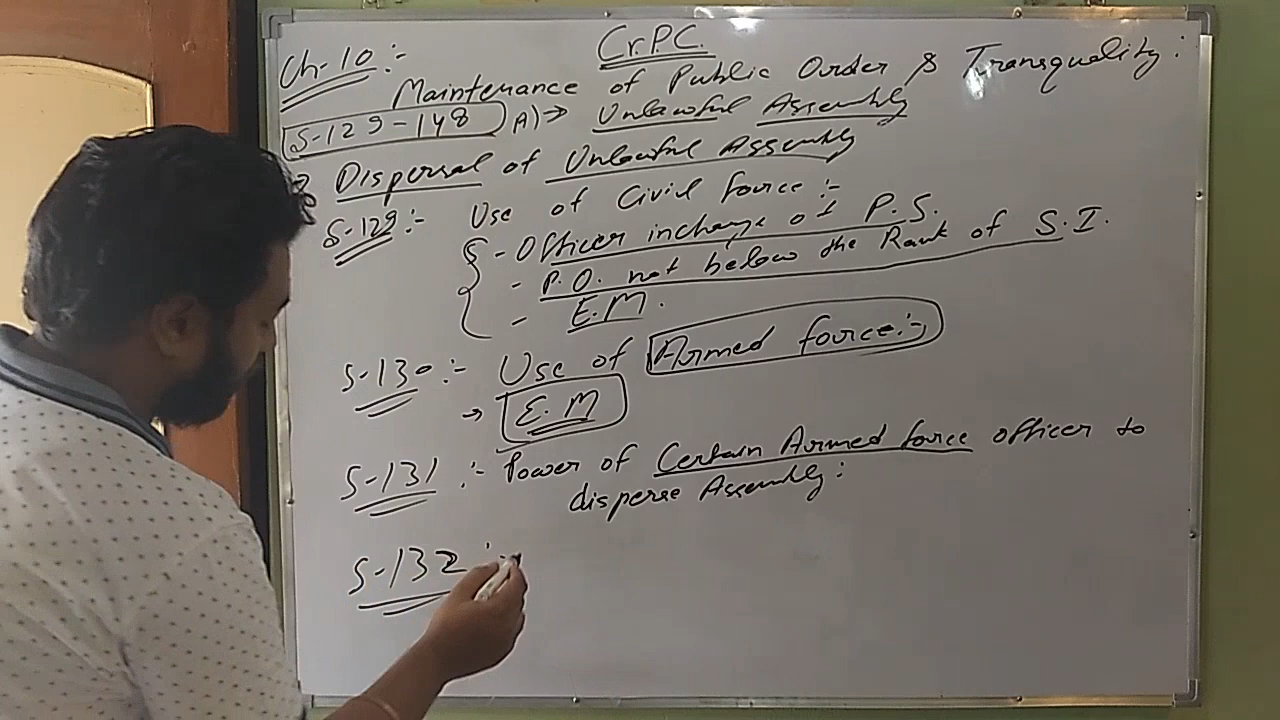 CrPC.
Ch-10:-
Maintenance of Public Order & Transquality:
S-129-148 A)→ Unlawful Assembly
→ Dispersal of Unlawful Assembly
S-129:- Use of Civil force:-
- Officer incharge of P.S.
- P.O. not below the Rank of S.I.
- E.M.
S-130:- Use of Armed force:-
→ E.M
S-131:- Power of Certain Armed force officer to
disperse Assembly:
S-132:-